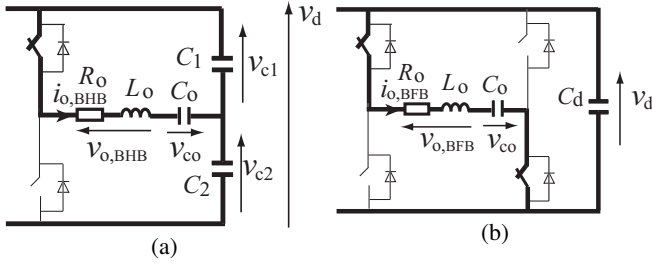 C1
vc1
vd
io,BHB
Ro
Lo
Co
vo,BHB
vco
C2
vc2
(a)
io,BFB
Ro
Lo
Co
Cd
vd
vo,BFB
vco
(b)